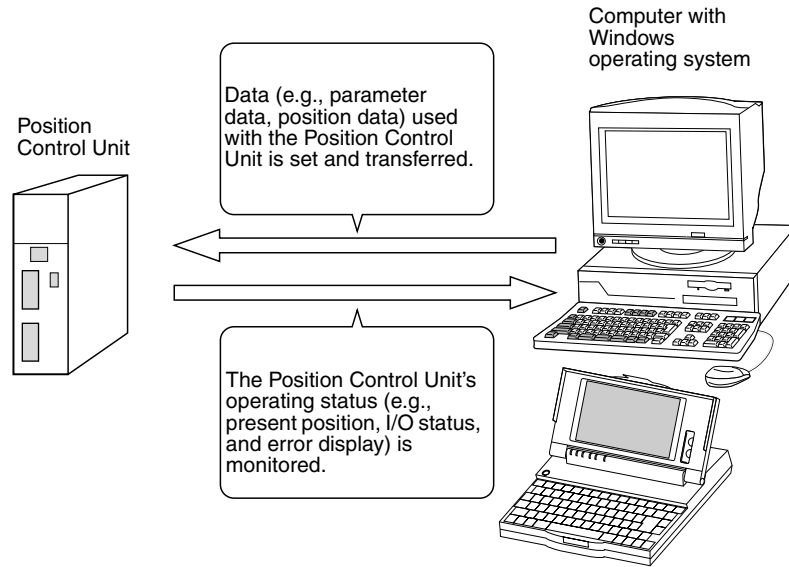 Computer with
Windows
operating system
Data (e.g., parameter
data, position data) used
with the Position Control
Unit is set and transferred.
Position
Control Unit
The Position Control Unit's
operating status (e.g.,
present position, I/O status,
and error display) is
monitored.